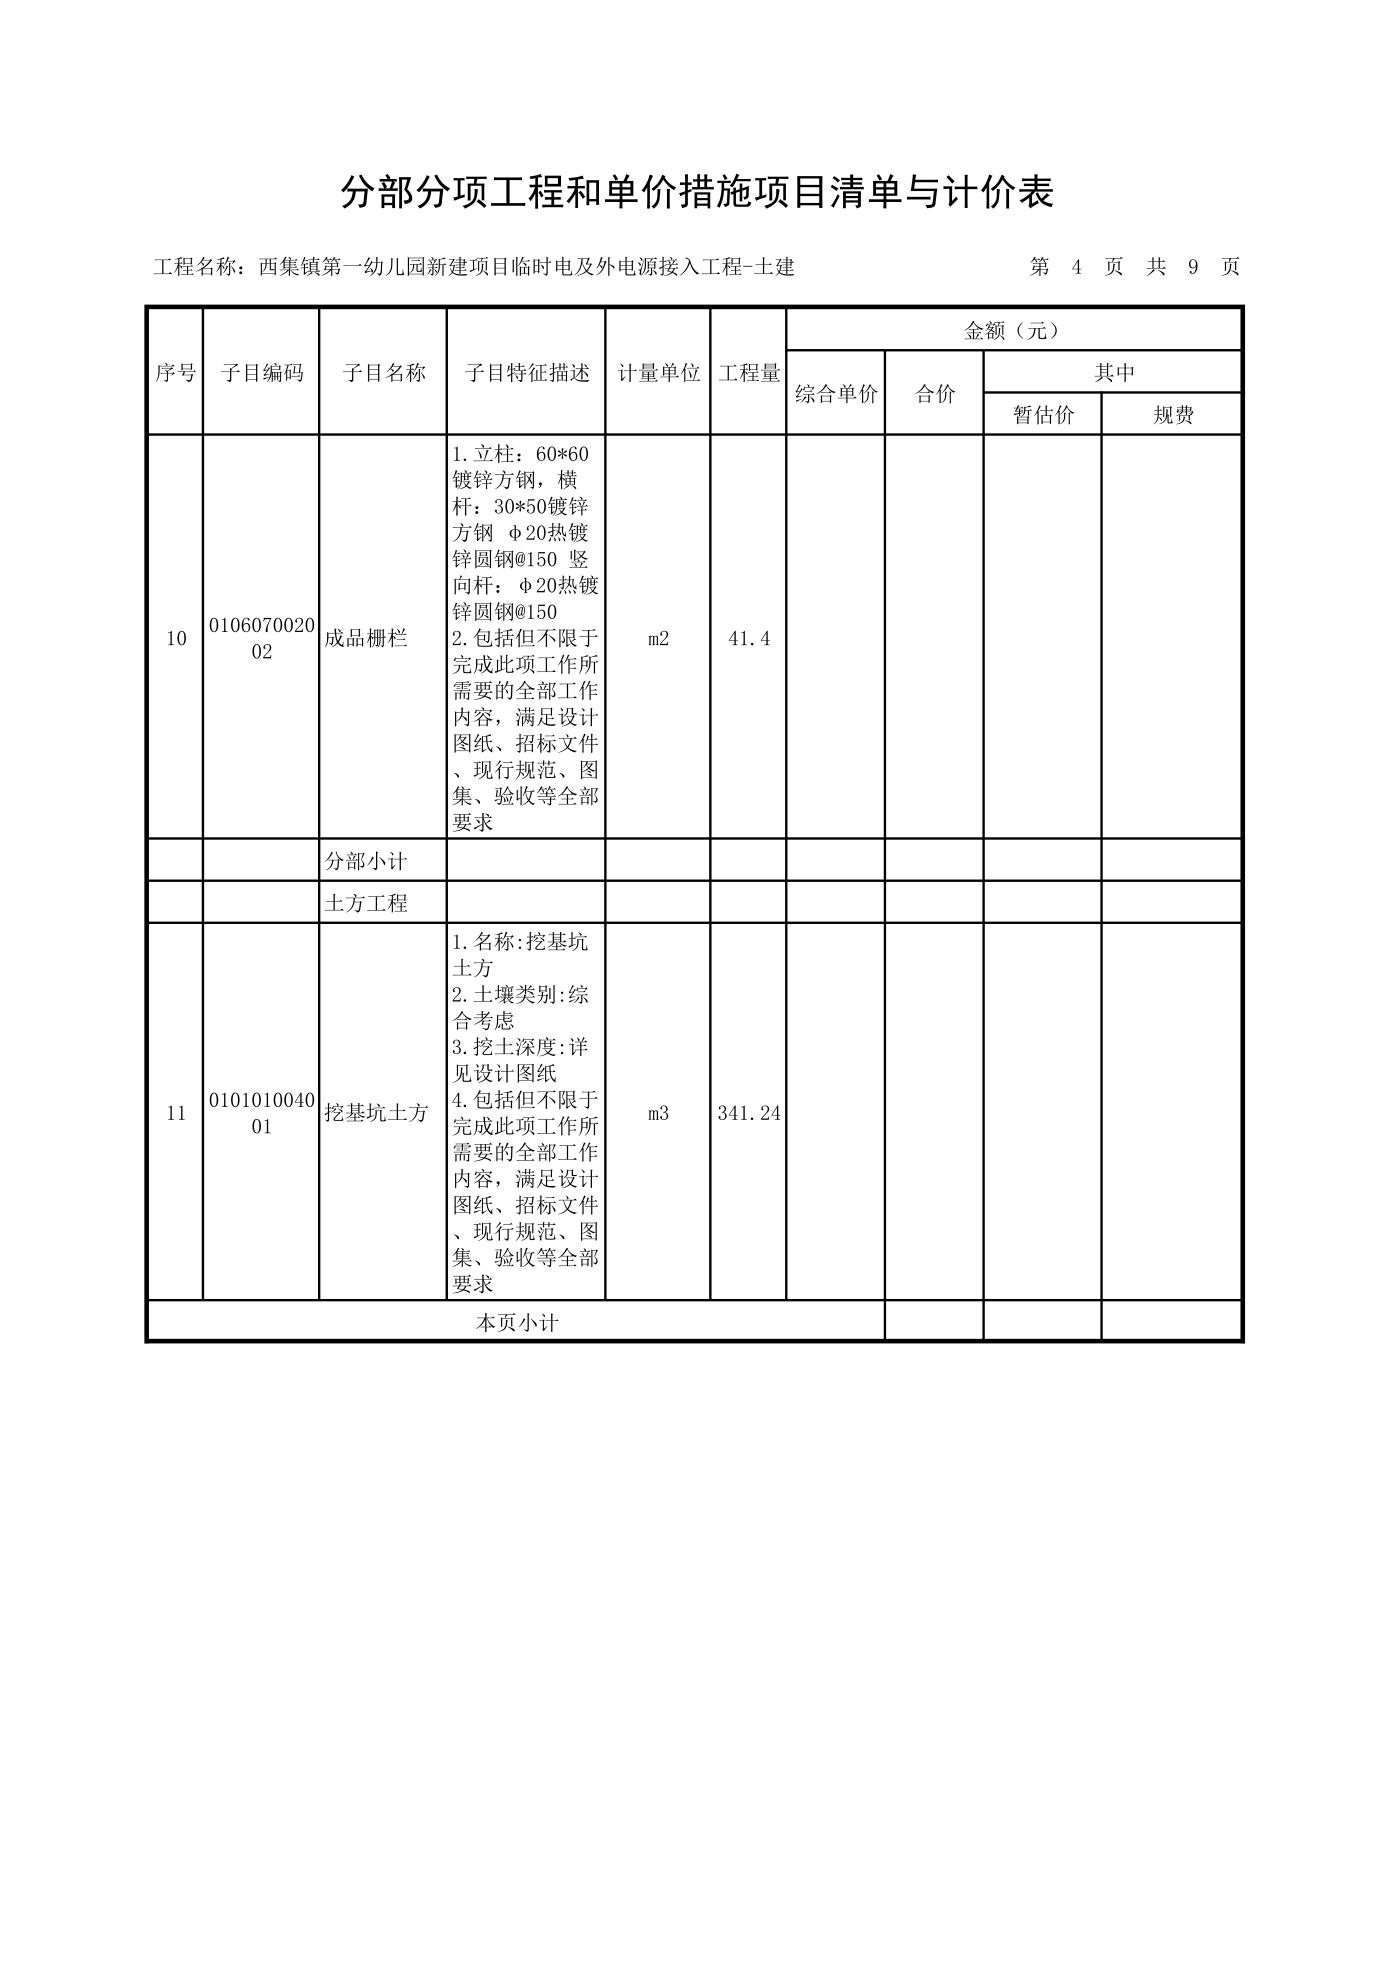 分部分项工程和单价措施项目清单与计价表
工程名称：西集镇第一幼儿园新建项目临时电及外电源接入工程-土建
第 4 页 共 9 页
序号 子目编码 子目名称 子目特征描述 计量单位 工程量
金额（元）
综合单价 合价
其中
暂估价 规费
10
0106070020
02
成品栅栏
1.立柱：60*60
镀锌方钢，横
杆：30*50镀锌
方钢 φ20热镀
锌圆钢@150 竖
向杆：φ20热镀
锌圆钢@150
2.包括但不限于
完成此项工作所
需要的全部工作
内容，满足设计
图纸、招标文件
、现行规范、图
集、验收等全部
要求
m2
41.4
分部小计
土方工程
11
0101010040
01
挖基坑土方
1.名称:挖基坑
土方
2.土壤类别:综
合考虑
3.挖土深度:详
见设计图纸
4.包括但不限于
完成此项工作所
需要的全部工作
内容，满足设计
图纸、招标文件
、现行规范、图
集、验收等全部
要求
m3
341.24
本页小计